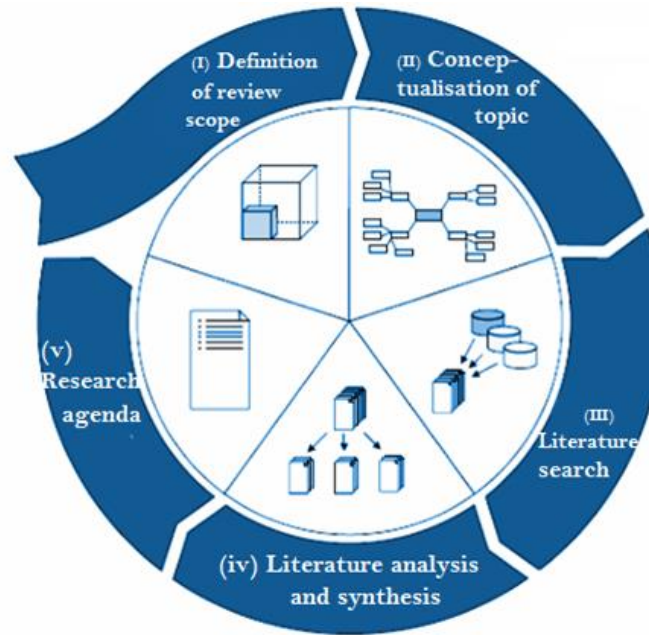 (I) Definition
of review
scope
(II) Concep-
tualisation of
topic
(III)
Literature
search
(iv) Literature analysis
and synthesis
(v)
Research
agenda